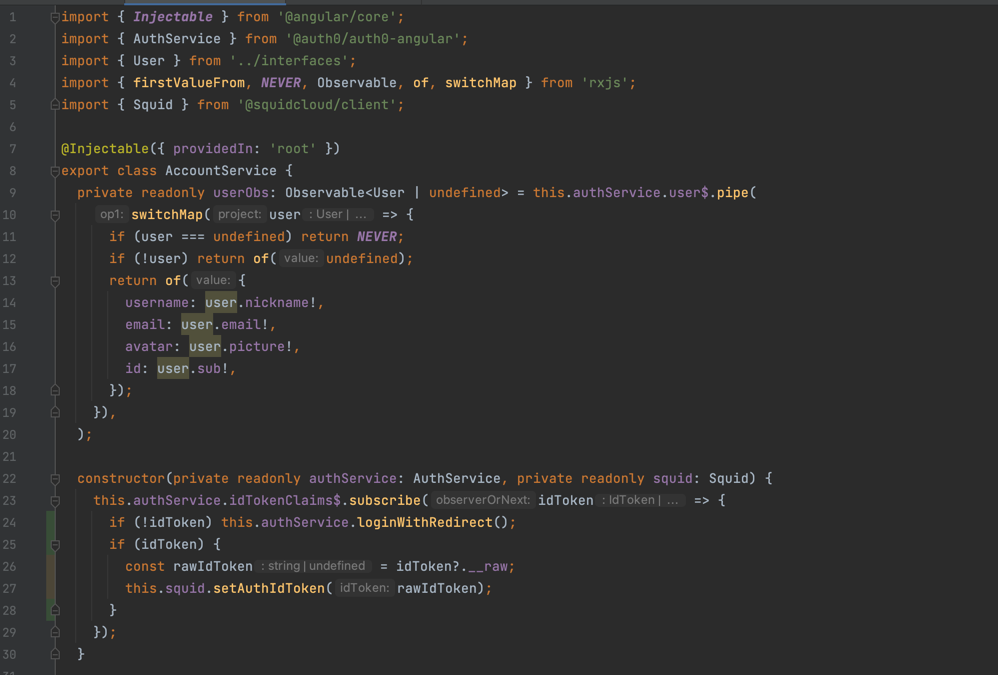 1 import { Injectable } from '@angular/core';
2 import { AuthService } from '@auth0/auth0-angular';
3 import { User } from '../interfaces';
4 import { firstValueFrom, NEVER, Observable, of, switchMap } from 'rxjs';
5 import { Squid } from '@squidcloud/client';
6
7 @Injectable({ providedIn: 'root' })
8 export class AccountService {
9 private readonly userObs: Observable<User | undefined> = this.authService.user$.pipe(
10 op1: switchMap( project: user : User | ... => {
11 if (user === undefined) return NEVER;
12 if (!user) return of( value: undefined);
13 return of( value: {
14 username: user.nickname!,
15 email: user.email!,
16 avatar: user.picture!,
17 id: user.sub!,
18 });
19 }),
20 );
21
22 constructor(private readonly authService: AuthService, private readonly squid: Squid) {
23 this.authService.idTokenClaims$.subscribe( observerOrNext: idToken : IdToken | ... => {
24 if (!idToken) this.authService.loginWithRedirect();
25 if (idToken) {
26 const rawIdToken : string | undefined = idToken?.__raw;
27 this.squid.setAuthIdToken( idToken: rawIdToken);
28 }
29 });
30 }